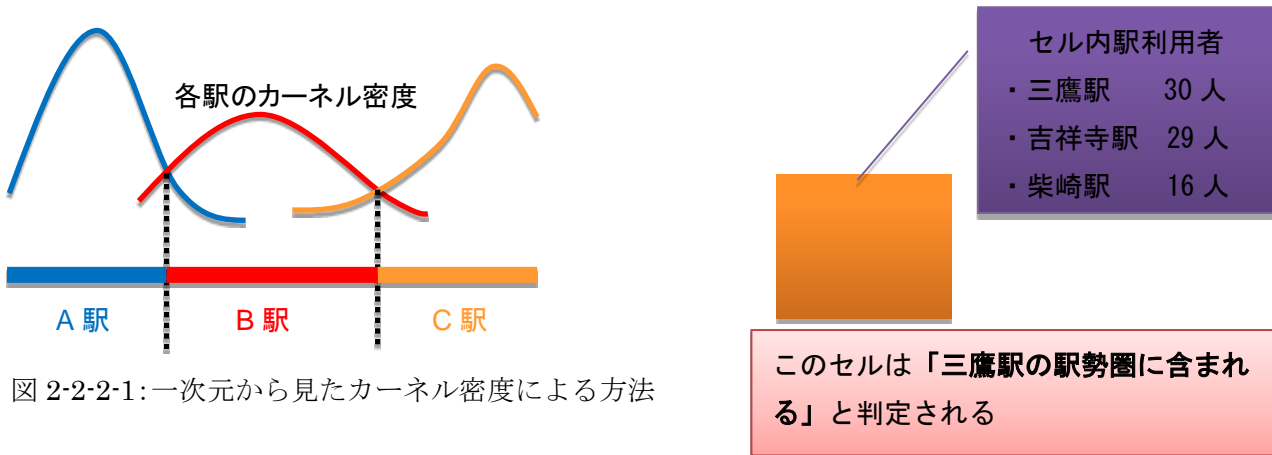 各駅のカーネル密度
A 駅
B 駅
C 駅
図 2-2-2-1:一次元から見たカーネル密度による方法
セル内駅利用者
・三鷹駅 30 人
・吉祥寺駅 29 人
・柴崎駅 16 人
このセルは「三鷹駅の駅勢圏に含まれ
る」と判定される